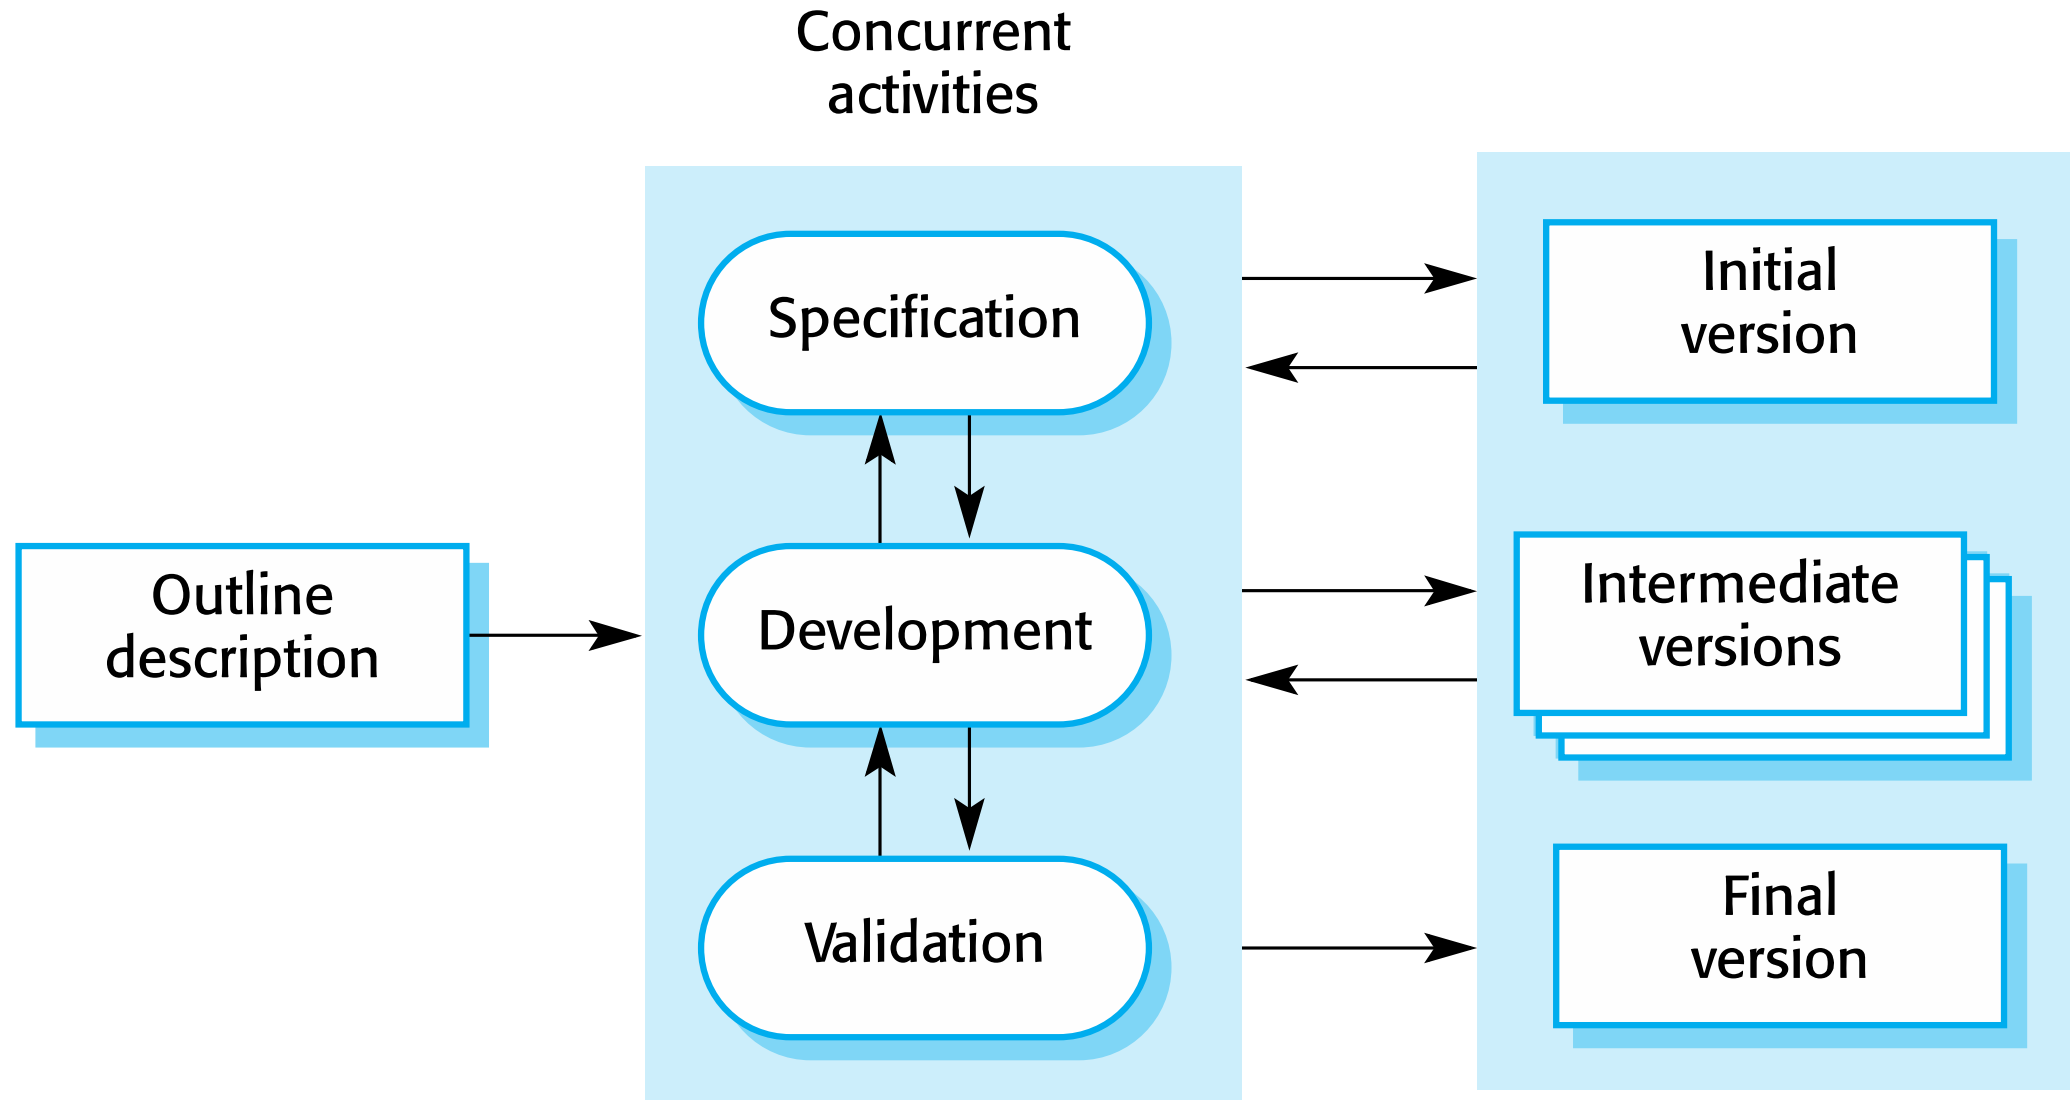 Concurrent
activities
Specification
Initial
version
Outline
description
Development
Intermediate
versions
Validation
Final
version